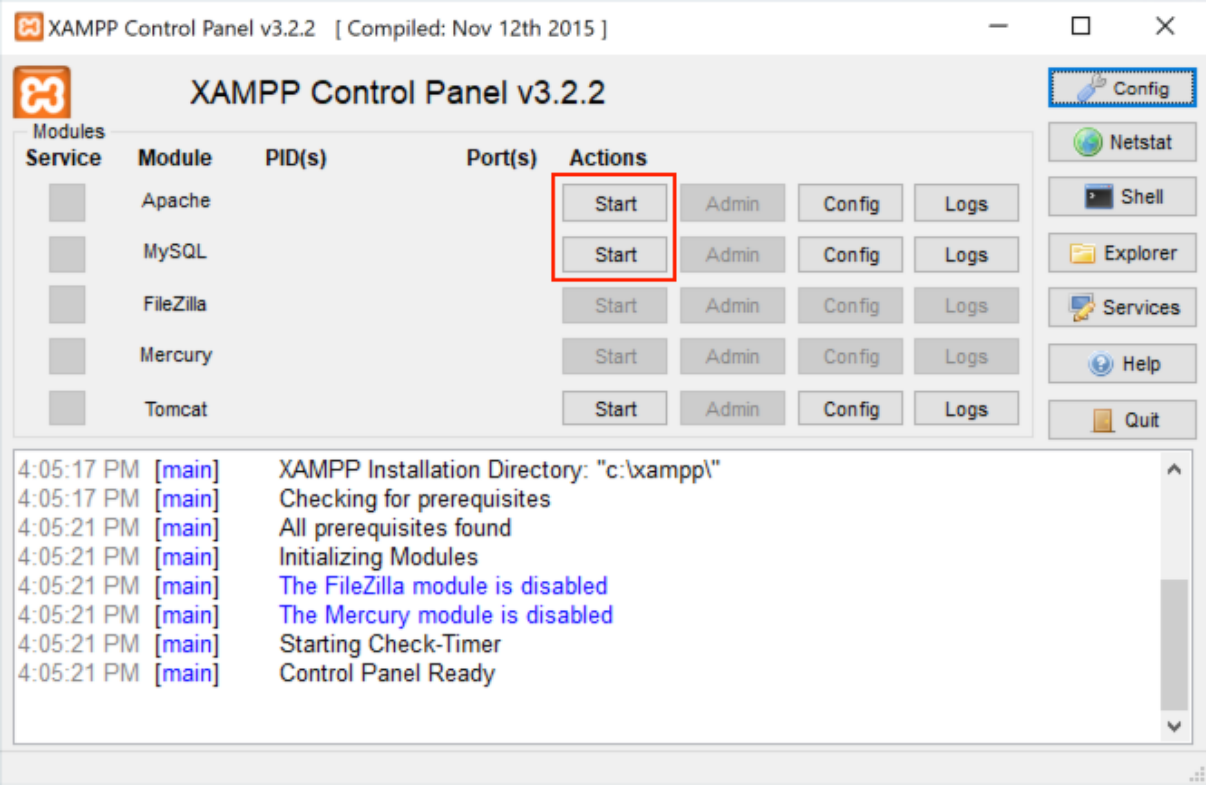 XAMPP Control Panel v3.2.2 [ Compiled: Nov 12th 2015 ]
XAMPP Control Panel v3.2.2
Config
Modules
Service Module PID(s) Port(s) Actions
Netstat
Apache Start Admin Config Logs
Shell
MySQL Start Admin Config Logs
Explorer
FileZilla Start Admin Config Logs
Services
Mercury Start Admin Config Logs
Help
Tomcat Start Admin Config Logs
Quit
4:05:17 PM [main] XAMPP Installation Directory: "c:\xampp\"
4:05:17 PM [main] Checking for prerequisites
4:05:21 PM [main] All prerequisites found
4:05:21 PM [main] Initializing Modules
4:05:21 PM [main] The FileZilla module is disabled
4:05:21 PM [main] The Mercury module is disabled
4:05:21 PM [main] Starting Check-Timer
4:05:21 PM [main] Control Panel Ready